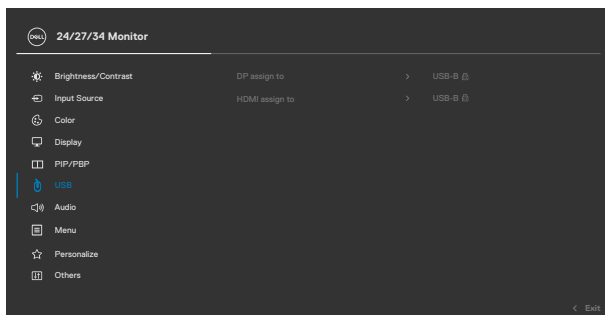 DELL 24/27/34 Monitor
Brightness/Contrast DP assign to > USB-B
Input Source HDMI assign to > USB-B
Color
Display
PIP/PBP
USB
Audio
Menu
Personalize
Others
< Exit